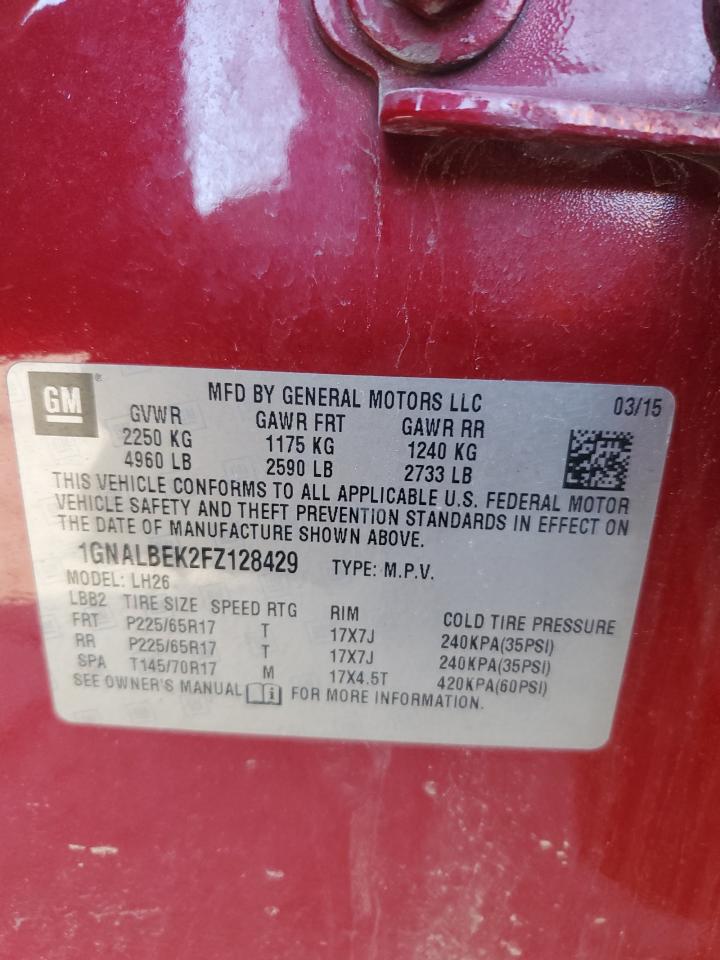 GM ® MFD BY GENERAL MOTORS LLC 03/15
GVWR GAWR FRT GAWR RR
2250 KG 1175 KG 1240 KG
4960 LB 2590 LB 2733 LB
THIS VEHICLE CONFORMS TO ALL APPLICABLE U.S. FEDERAL MOTOR
VEHICLE SAFETY AND THEFT PREVENTION STANDARDS IN EFFECT ON
THE DATE OF MANUFACTURE SHOWN ABOVE.
1GNALBEK2FZ128429 TYPE: M.P.V.
MODEL: LH26
LBB2 TIRE SIZE SPEED RTG RIM COLD TIRE PRESSURE
FRT P225/65R17 T 17X7J 240KPA(35PSI)
RR P225/65R17 T 17X7J 240KPA(35PSI)
SPA T145/70R17 M 17X4.5T 420KPA(60PSI)
SEE OWNER'S MANUAL i FOR MORE INFORMATION.